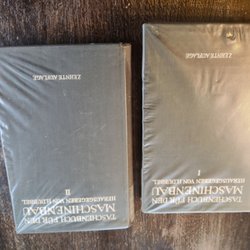 TASCHENBUCH FÜR DEN
MASCHINENBAU
HERAUSGEGEBEN VON H. DUBBEL
I
ZEHNTE AUFLAGE
TASCHENBUCH FÜR DEN
MASCHINENBAU
HERAUSGEGEBEN VON H. DUBBEL
II
ZEHNTE AUFLAGE